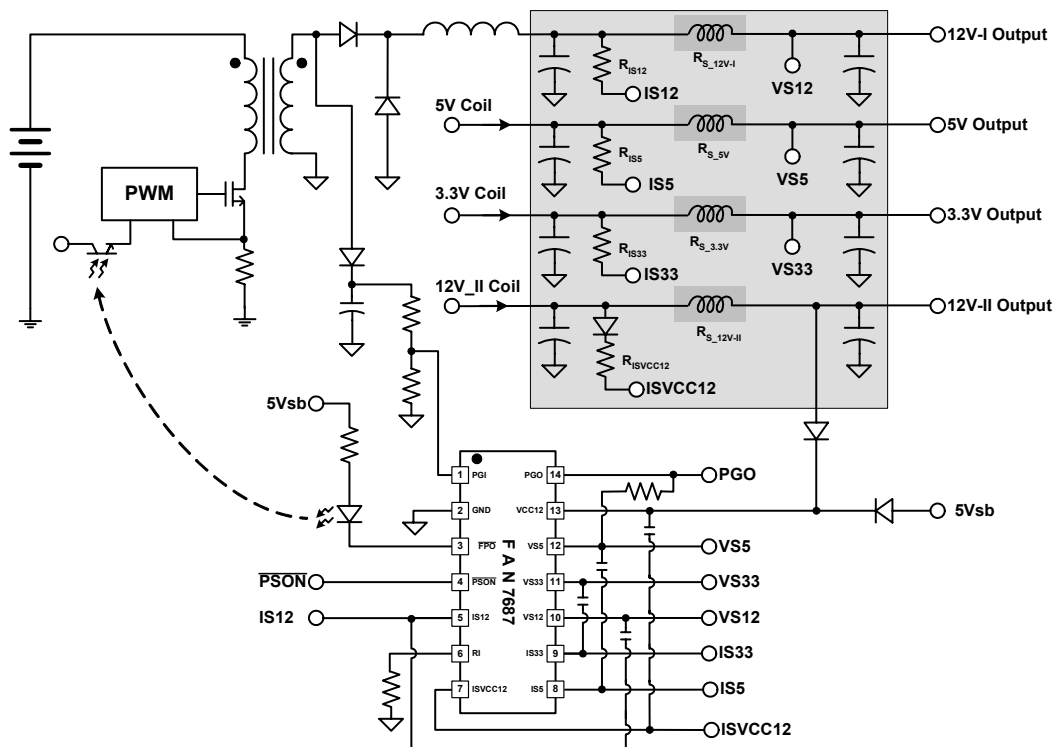 12V-I Output
R_S_12V-I
R_IS12
IS12
VS12
5V Coil
5V Output
R_IS5
R_S_5V
IS5
VS5
PWM
3.3V Coil
3.3V Output
R_IS33
R_S_3.3V
IS33
VS33
12V_II Coil
12V-II Output
R_S_12V-II
R_ISVCC12
ISVCC12
5Vsb
1 PGI
PGO 14
PGO
2 GND
VCC12 13
5Vsb
3 FPO
VS5 12
VS5
PSON
4 PSON
VS33 11
VS33
IS12
5 IS12
VS12 10
VS12
6 RI
IS33 9
IS33
7 ISVCC12
IS5 8
IS5
ISVCC12
FAN7687